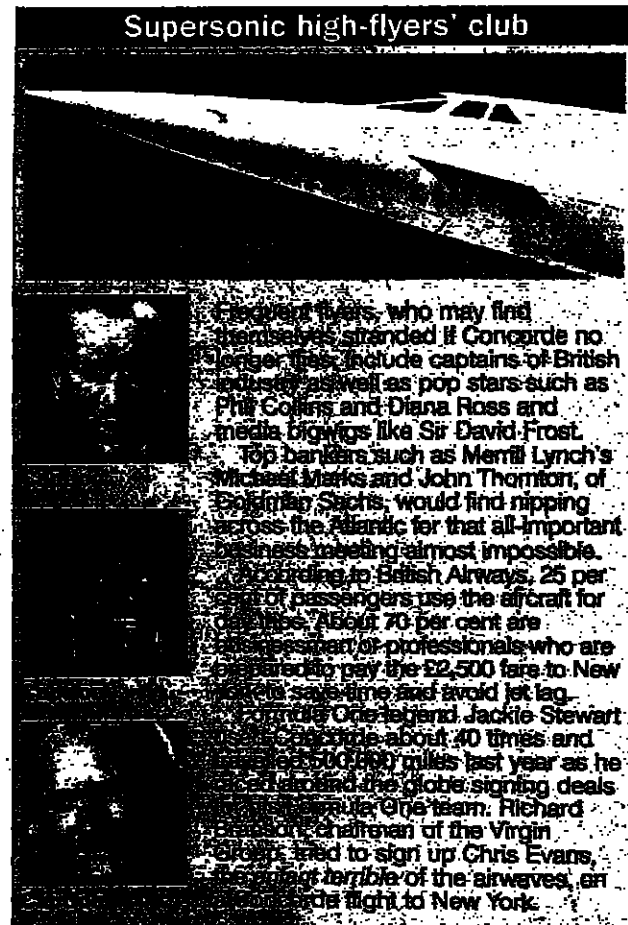 Supersonic high-flyers' club
Frequent flyers, who may find
themselves stranded if Concorde no
longer flies, include captains of British
industry as well as pop stars such as
Phil Collins and Diana Ross and
media bigwigs like Sir David Frost.
Top bankers such as Merrill Lynch's
Michael Marks and John Thornton, of
Goldman Sachs, would find nipping
across the Atlantic for that all-important
business meeting almost impossible.
According to British Airways, 25 per
cent of passengers use the aircraft for
day trips. About 70 per cent are
businessmen or professionals who are
prepared to pay the £2,500 fare to New
York to save time and avoid jet lag.
Formula One legend Jackie Stewart
Concorde about 40 times and
travelled 500,000 miles last year as he
raced around the globe signing deals
Formula One team. Richard
Branson, chairman of the Virgin
Group, tried to sign up Chris Evans,
the enfant terrible of the airwaves, on
flight to New York.